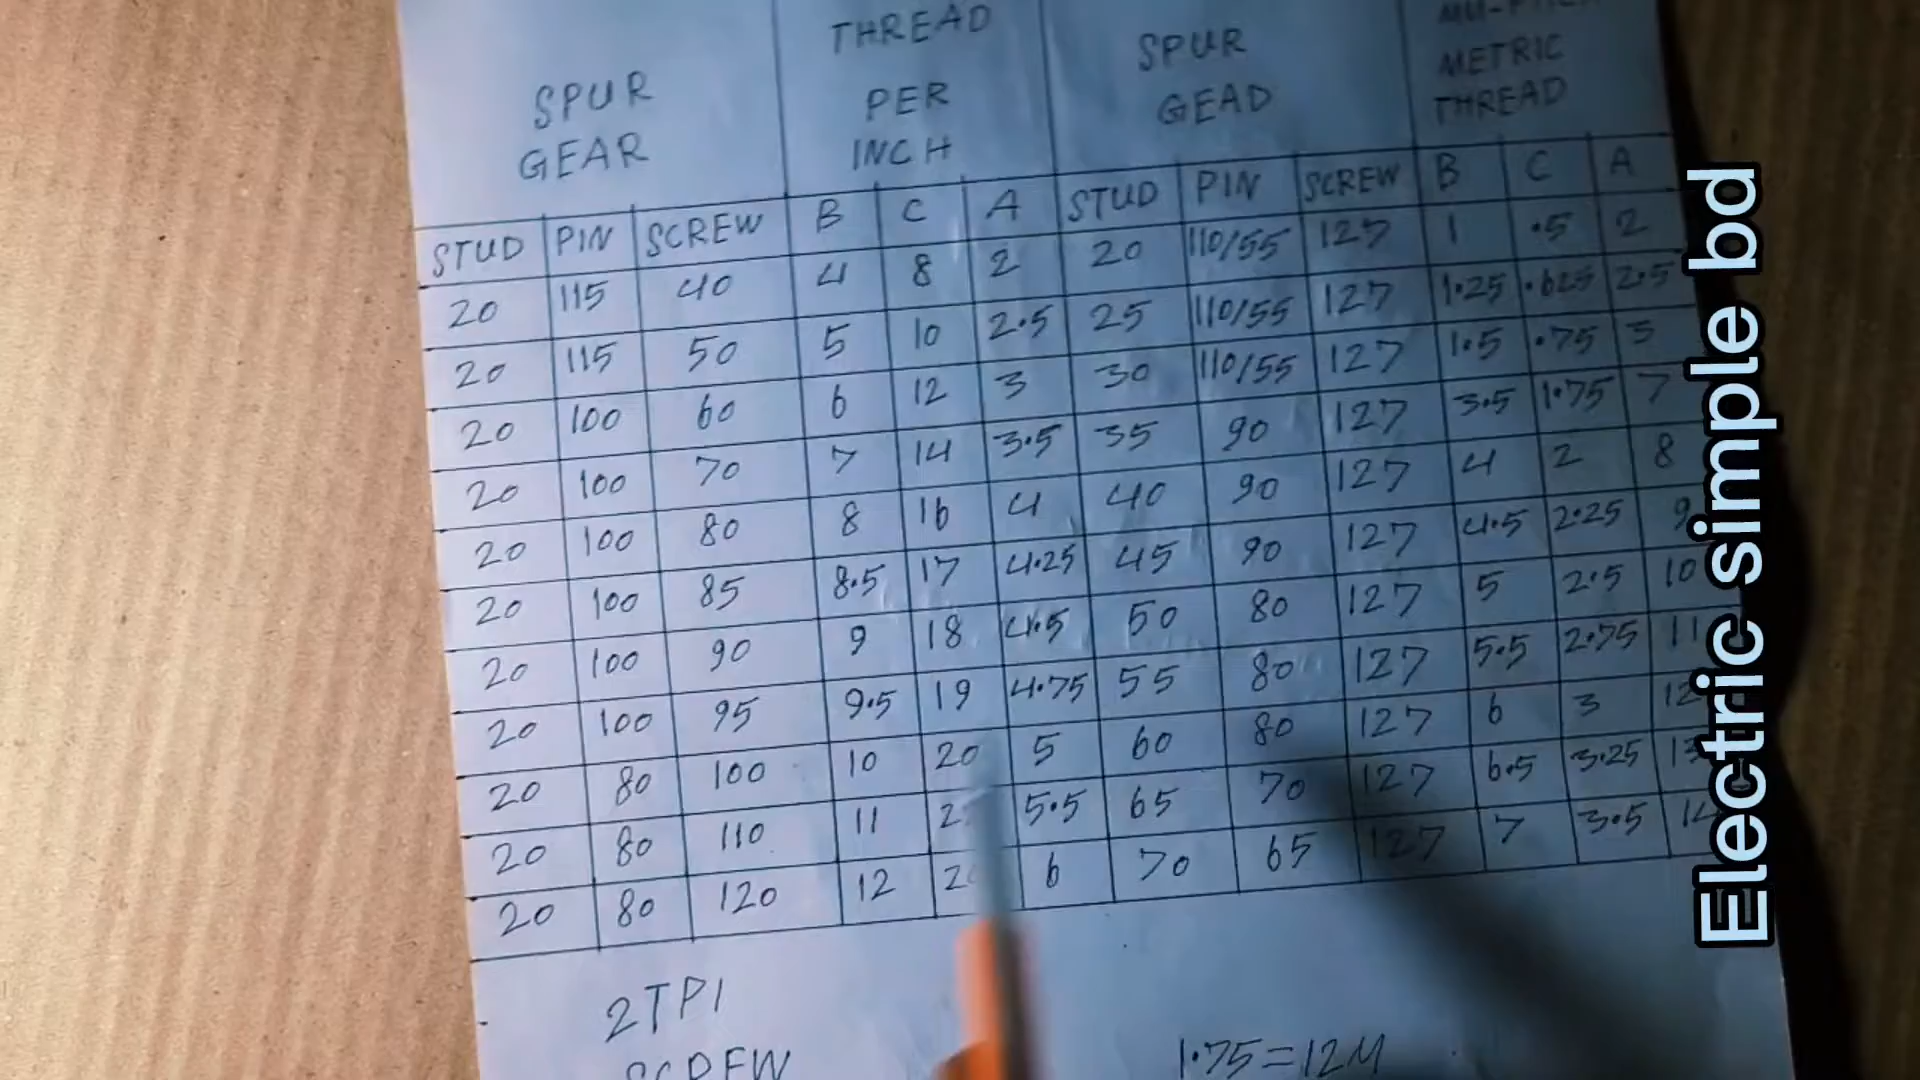 THREAD
PER
INCH
SPUR
GEAR
SPUR
GEAD
METRIC
THREAD
STUD PIN SCREW B C A STUD PIN SCREW B C A
20 115 40 4 8 2 20 110/55 127 1 .5 2
20 115 50 5 10 2.5 25 110/55 127 1.25 .625 2.5
20 100 60 6 12 3 30 110/55 127 1.5 .75 3
20 100 70 7 14 3.5 35 90 127 3.5 1.75 7
20 100 80 8 16 4 40 90 127 4 2 8
20 100 85 8.5 17 4.25 45 90 127 4.5 2.25 9
20 100 90 9 18 4.5 50 80 127 5 2.5 10
20 100 95 9.5 19 4.75 55 80 127 5.5 2.75 11
20 80 100 10 20 5 60 80 127 6 3 12
20 80 110 11 5.5 65 70 127 6.5 3.25 13
20 80 120 12 6 70 65 127 7 3.5 14
2TPI
SCREW
1.75=12M
Electric simple bd